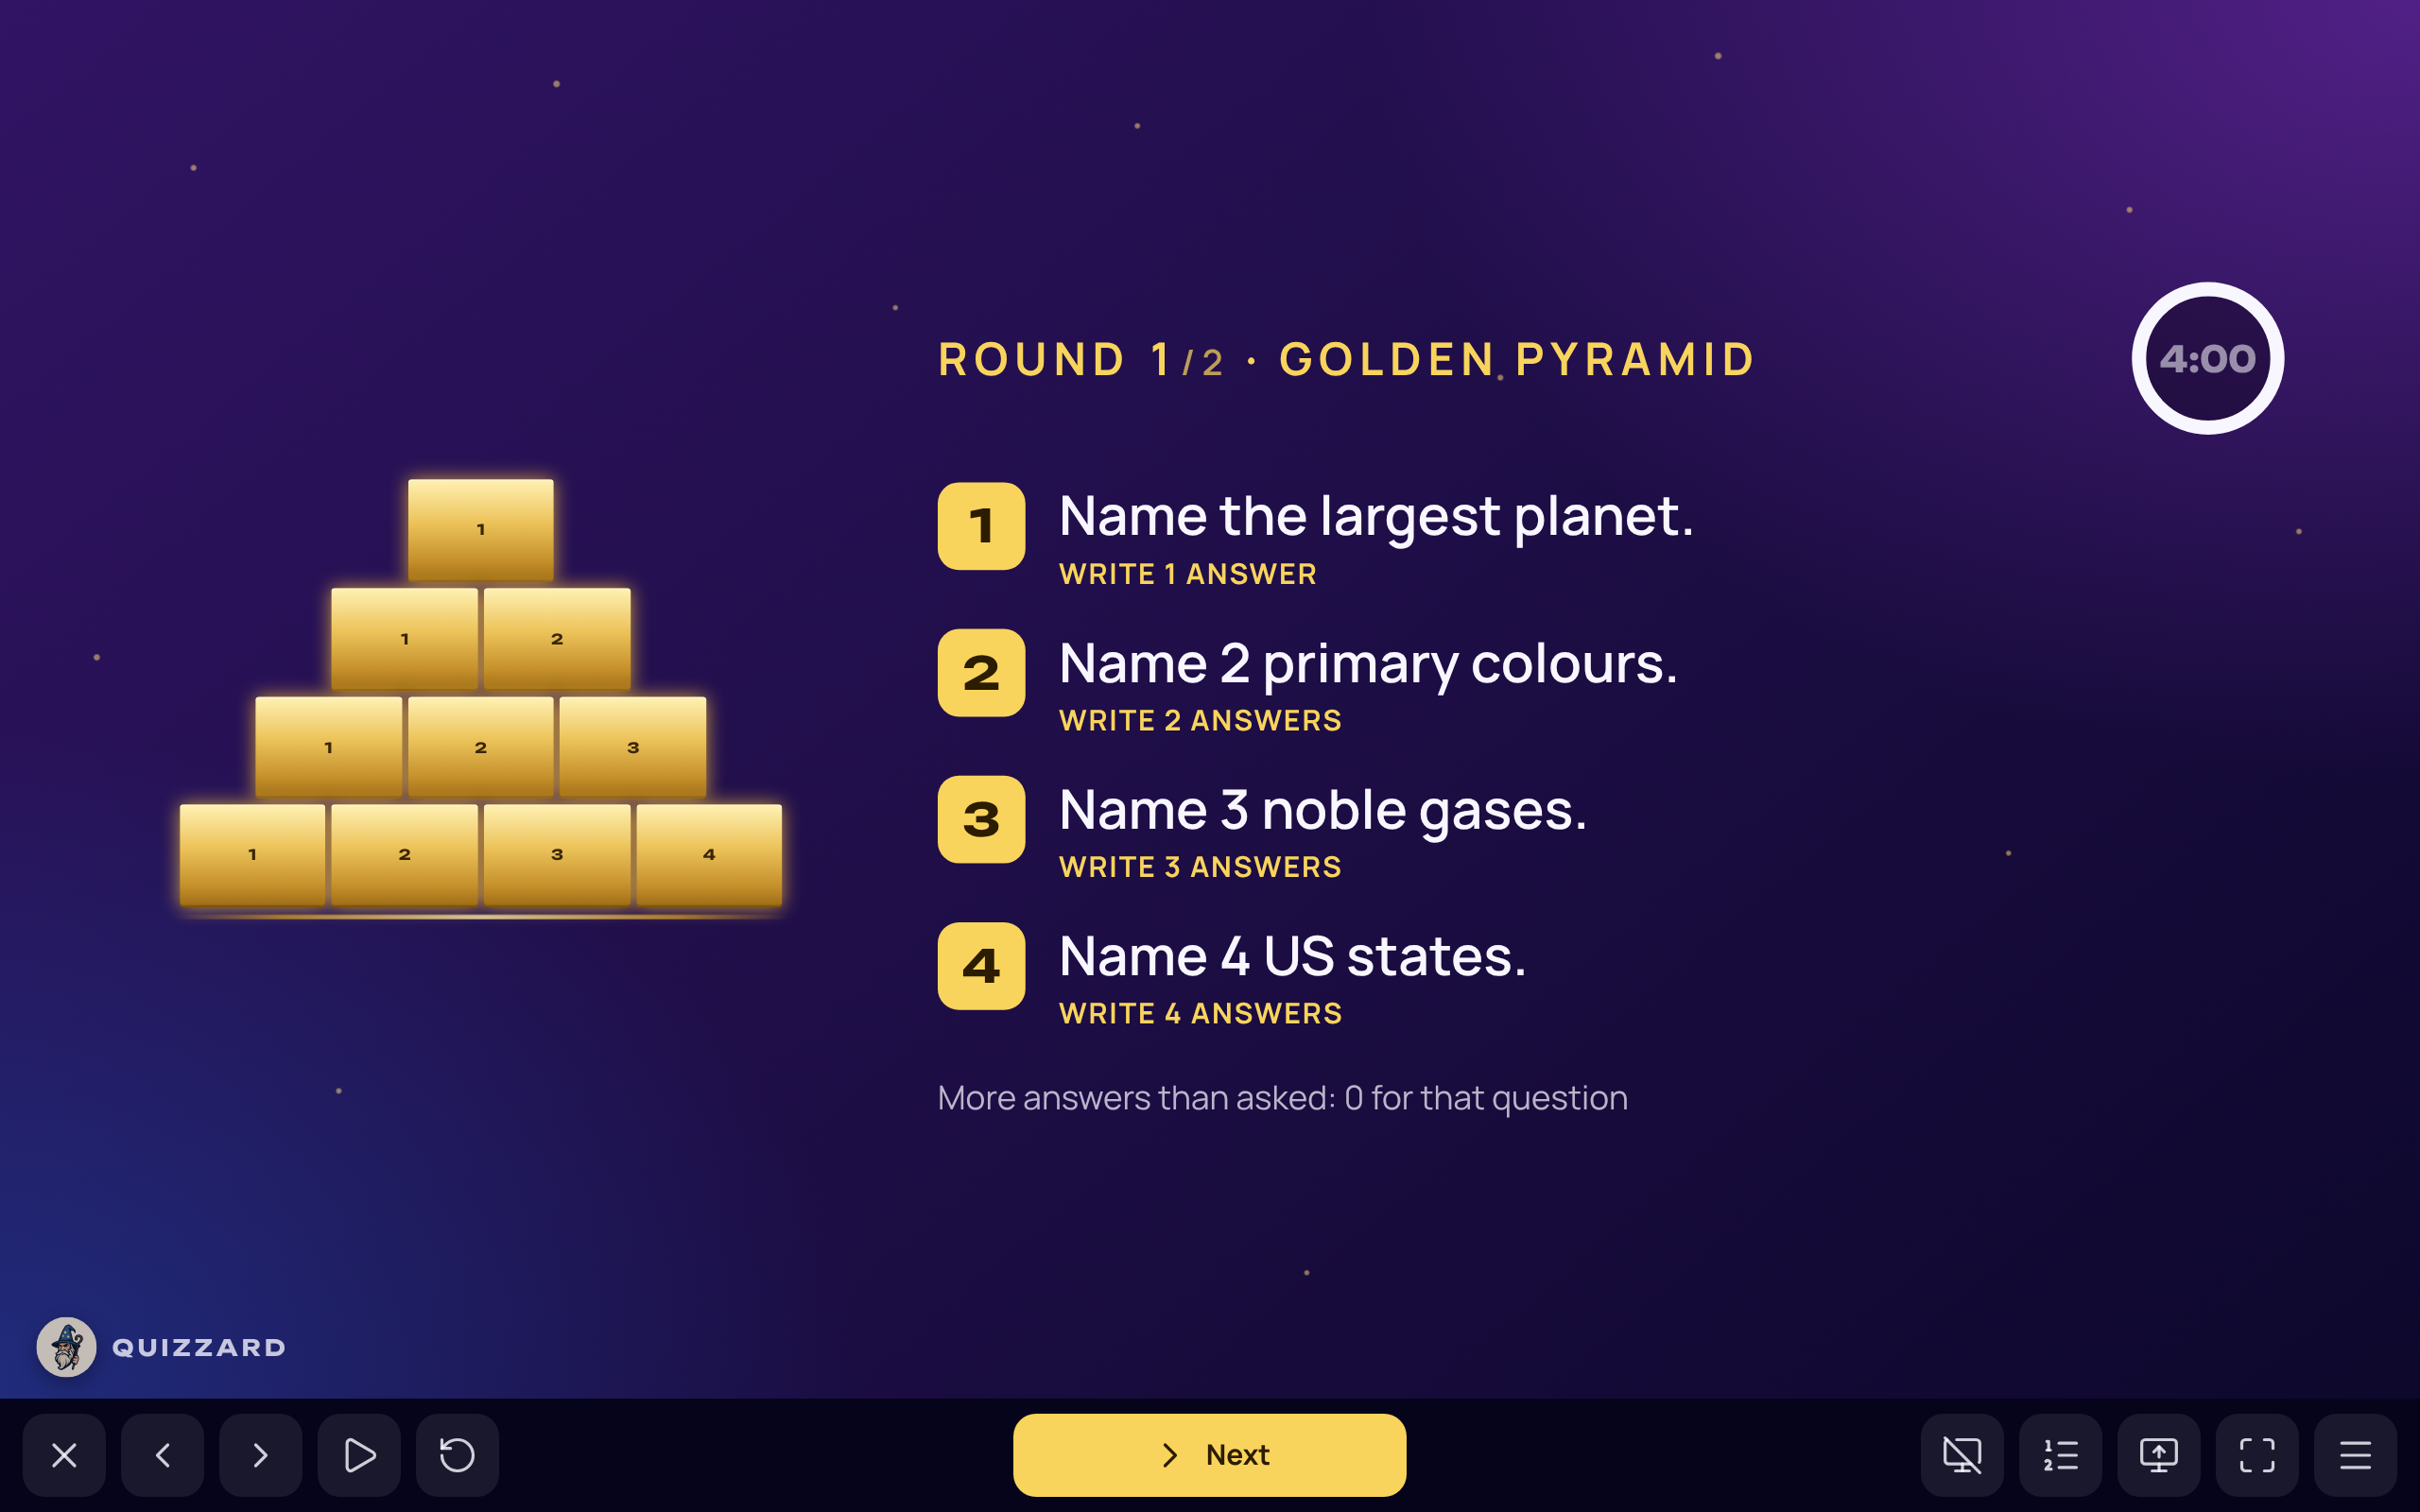 ROUND 1/2 · GOLDEN PYRAMID
4:00
1
1 2
1 2 3
1 2 3 4
1 Name the largest planet.
WRITE 1 ANSWER
2 Name 2 primary colours.
WRITE 2 ANSWERS
3 Name 3 noble gases.
WRITE 3 ANSWERS
4 Name 4 US states.
WRITE 4 ANSWERS
More answers than asked: 0 for that question
QUIZZARD
Next